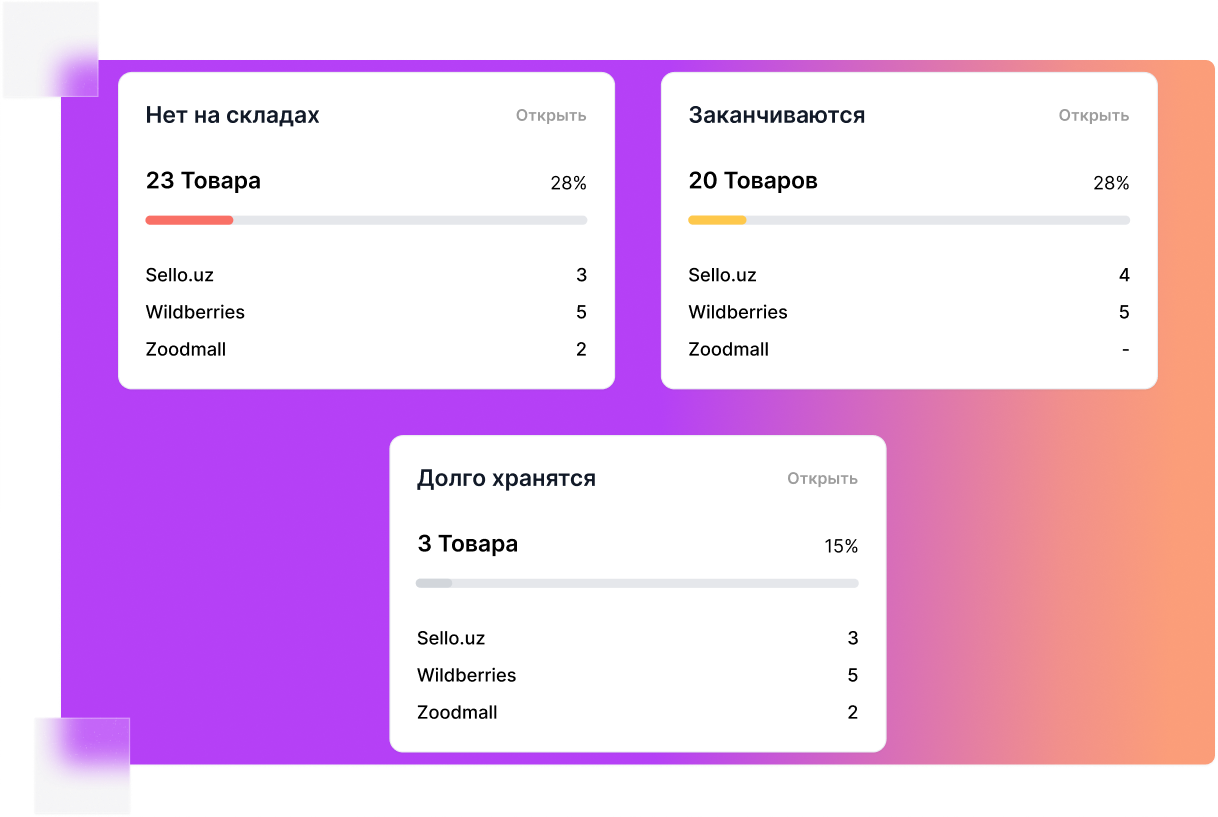 Нет на складах Открыть
23 Товара 28%
Sello.uz 3
Wildberries 5
Zoodmall 2
Заканчиваются Открыть
20 Товаров 28%
Sello.uz 4
Wildberries 5
Zoodmall -
Долго хранятся Открыть
3 Товара 15%
Sello.uz 3
Wildberries 5
Zoodmall 2